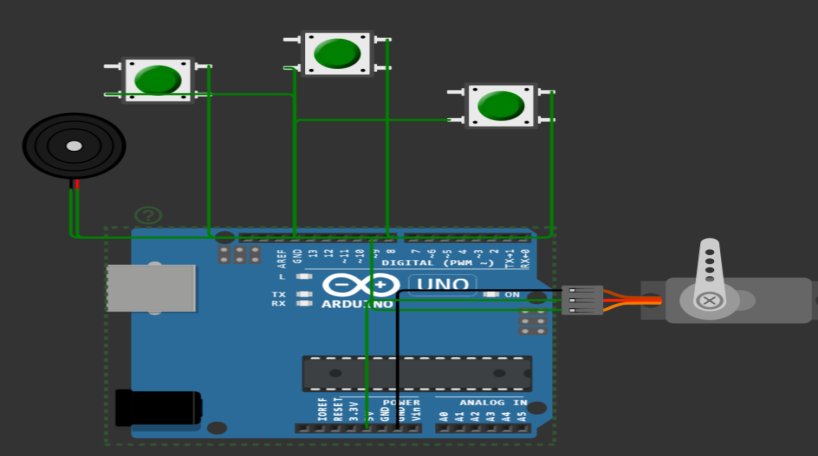 ?
AREF
GND
13
12
~11
~10
~9
8
7
~6
~5
4
~3
2
TX→1
RX←0
DIGITAL (PWM ~)
L
UNO
TX
RX
ON
ARDUINO
IOREF
RESET
3.3V
5V
GND
GND
Vin
POWER
ANALOG IN
A0
A1
A2
A3
A4
A5